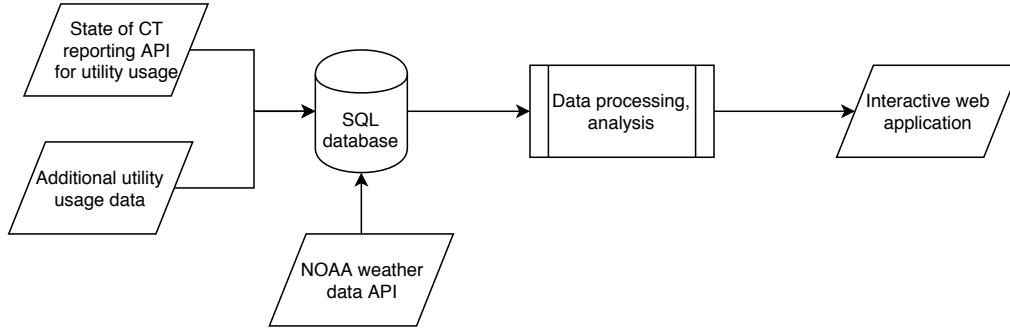 State of CT
reporting API
for utility usage
Additional utility
usage data
SQL
database
NOAA weather
data API
Data processing,
analysis
Interactive web
application